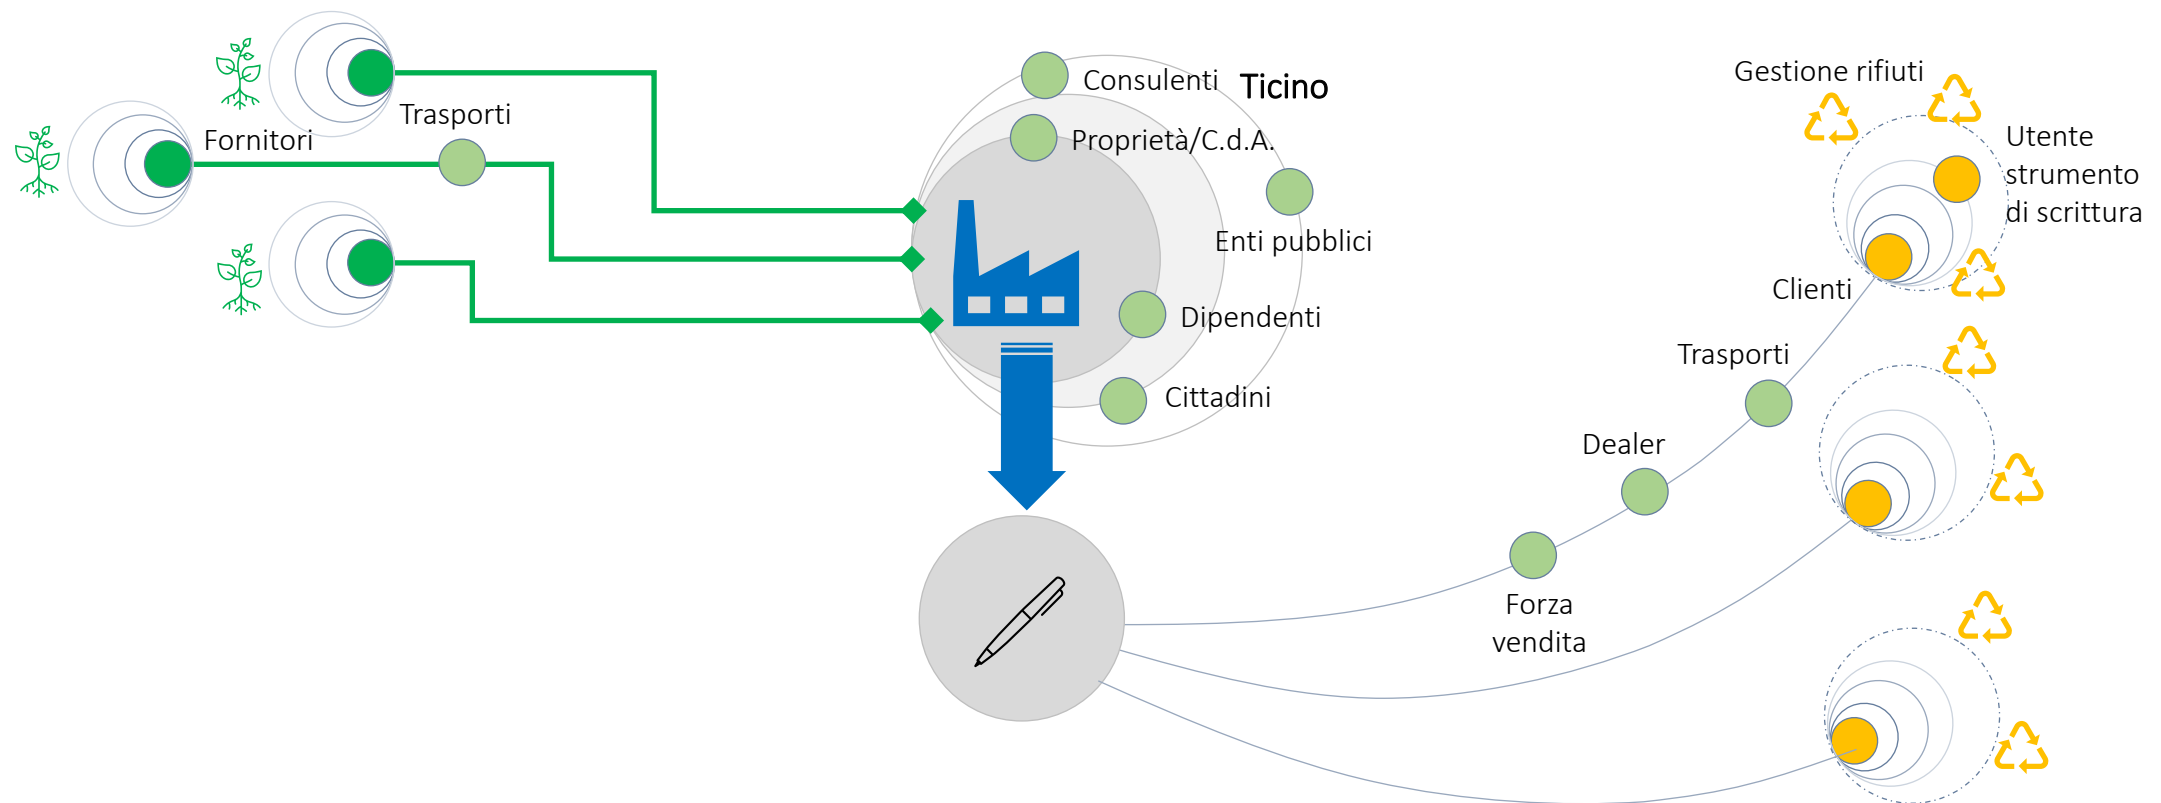 Fornitori
Trasporti
Consulenti
Ticino
Proprietà/C.d.A.
Enti pubblici
Dipendenti
Cittadini
Gestione rifiuti
Utente
strumento
di scrittura
Clienti
Trasporti
Dealer
Forza
vendita